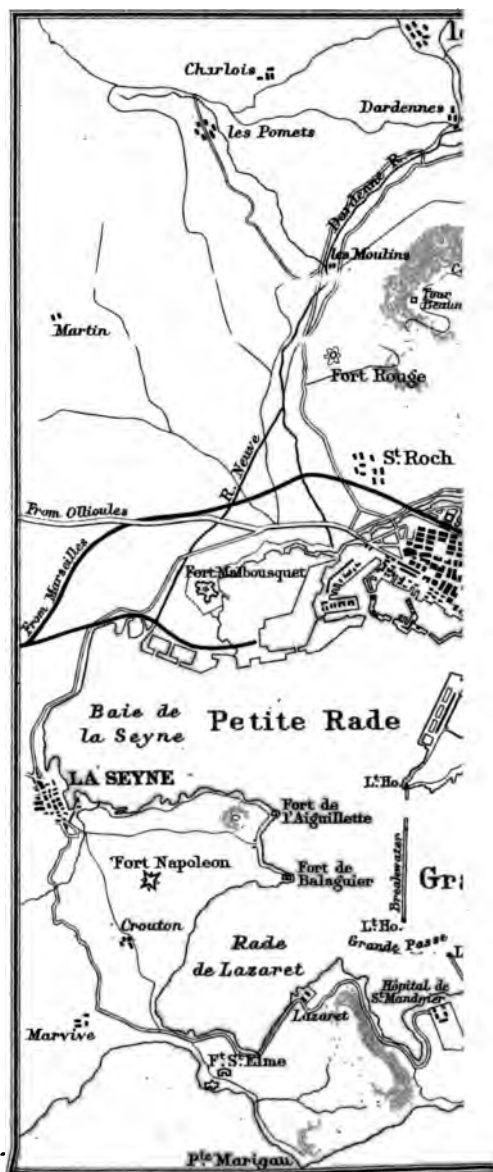 Charlois
Dardennes
les Pomets
Dardenne R.
les Moulins
Tour
Martin
Fort Rouge
St. Roch
R. Neuve
From Ollioules
From Marseilles
Fort Malbousquet
Baie de
la Seyne
Petite Rade
LA SEYNE
Lt. Ho.
Fort de
l'Aiguillette
Fort Napoleon
Fort de
Balaguier
Breakwater
Gra
Crouton
Lt. Ho.
Grande Passe
Rade
de Lazaret
Hôpital de
St. Mandrier
Lazaret
Marvive
Ft. St. Elme
Pte. Marigau